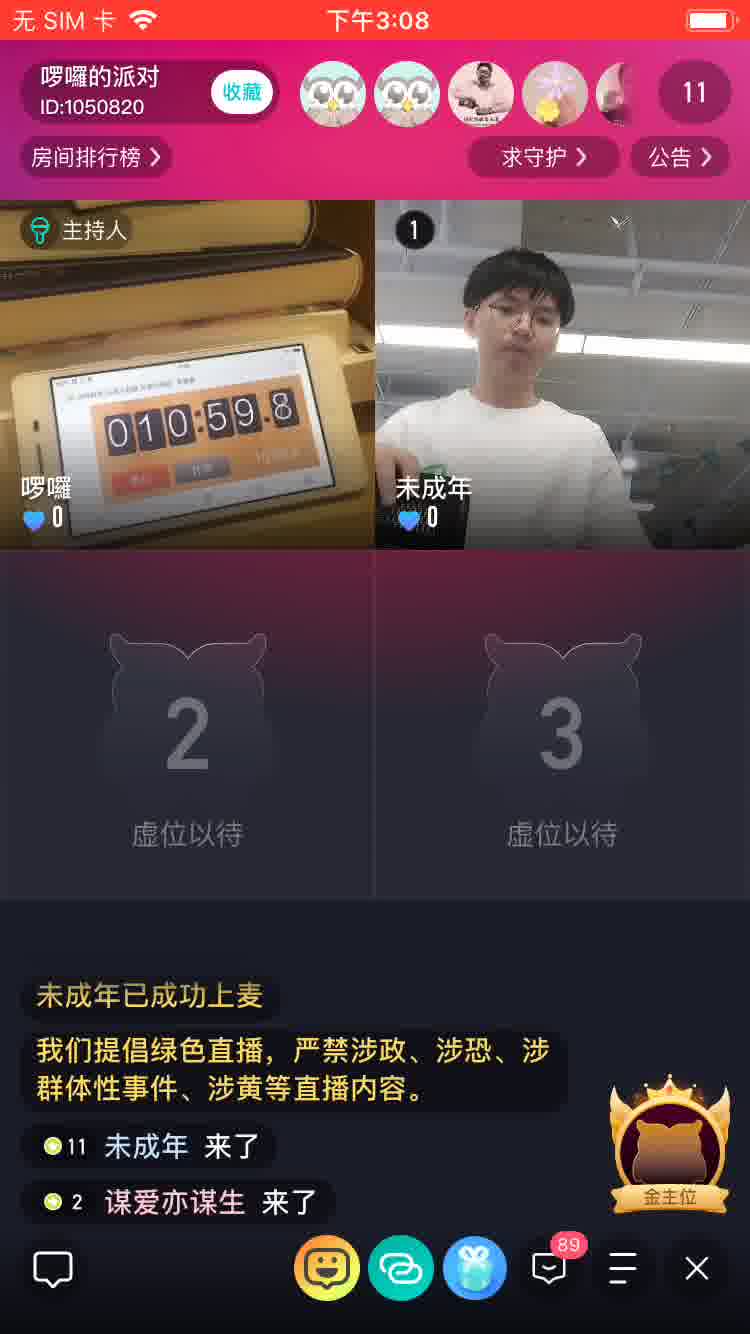 无 SIM 卡
下午3:08
啰囉的派对
ID:1050820
收藏
11
房间排行榜
求守护
公告
主持人
1
010:59.8
啰囉
0
未成年
0
2
虚位以待
3
虚位以待
未成年已成功上麦
我们提倡绿色直播，严禁涉政、涉恐、涉
群体性事件、涉黄等直播内容。
11 未成年 来了
2 谋爱亦谋生 来了
金主位
89